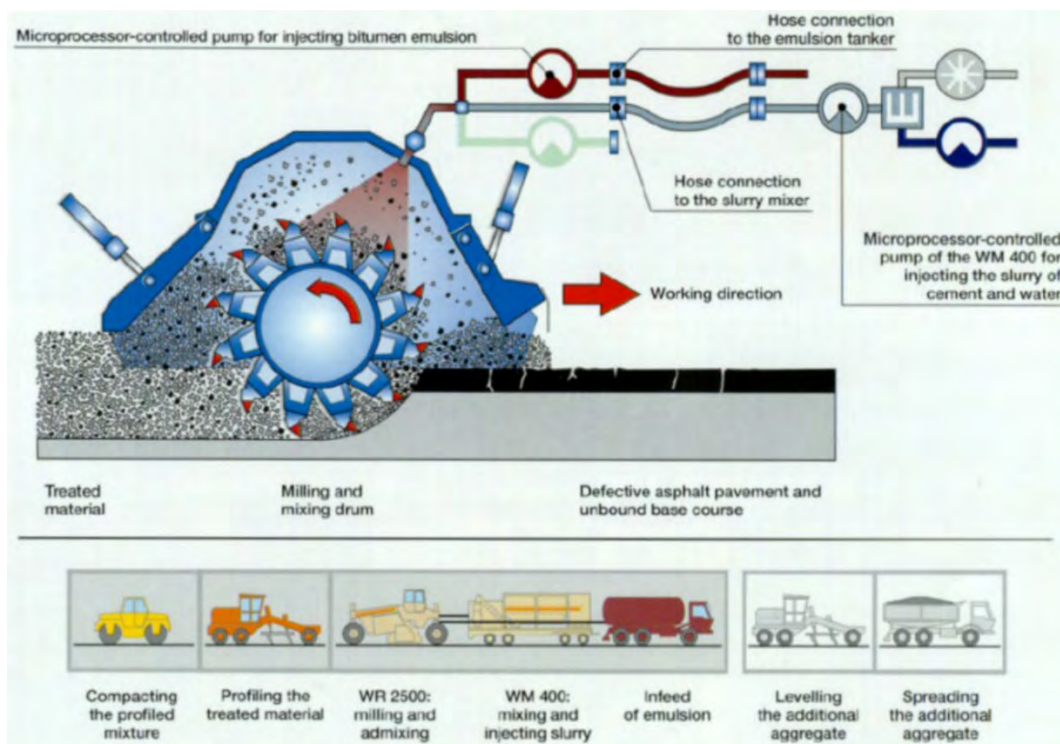 Microprocessor-controlled pump for injecting bitumen emulsion
Hose connection
to the emulsion tanker
Hose connection
to the slurry mixer
Microprocessor-controlled
pump of the WM 400 for
injecting the slurry of
cement and water
Working direction
Treated
material
Milling and
mixing drum
Defective asphalt pavement and
unbound base course
Compacting
the profiled
mixture
Profiling the
treated material
WR 2500:
milling and
admixing
WM 400:
mixing and
injecting slurry
Infeed
of emulsion
Levelling
the additional
aggregate
Spreading
the additional
aggregate